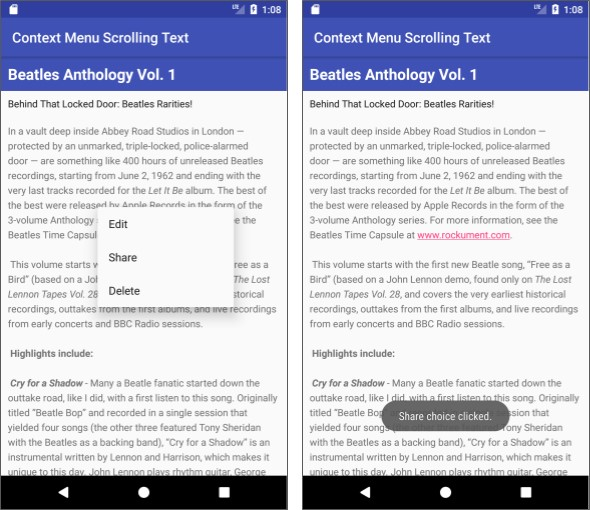 LTE 1:08
Context Menu Scrolling Text
Beatles Anthology Vol. 1
Behind That Locked Door: Beatles Rarities!
In a vault deep inside Abbey Road Studios in London —
protected by an unmarked, triple-locked, police-alarmed
door — are something like 400 hours of unreleased Beatles
recordings, starting from June 2, 1962 and ending with the
very last tracks recorded for the Let It Be album. The best of
the best were released by Apple Records in the form of the
3-volume Anthology see the
Beatles Time Capsul
Edit
Share
Delete
This volume starts w Free as a
Bird” (based on a John The Lost
Lennon Tapes Vol. 28 historical
recordings, outtakes from the first albums, and live recordings
from early concerts and BBC Radio sessions.
Highlights include:
Cry for a Shadow - Many a Beatle fanatic started down the
outtake road, like I did, with a first listen to this song. Originally
titled “Beatle Bop” and recorded in a single session that
yielded four songs (the other three featured Tony Sheridan
with the Beatles as a backing band), “Cry for a Shadow” is an
instrumental written by Lennon and Harrison, which makes it
unique to this day. John Lennon plays rhythm guitar, George
LTE 1:08
Context Menu Scrolling Text
Beatles Anthology Vol. 1
Behind That Locked Door: Beatles Rarities!
In a vault deep inside Abbey Road Studios in London —
protected by an unmarked, triple-locked, police-alarmed
door — are something like 400 hours of unreleased Beatles
recordings, starting from June 2, 1962 and ending with the
very last tracks recorded for the Let It Be album. The best of
the best were released by Apple Records in the form of the
3-volume Anthology series. For more information, see the
Beatles Time Capsule at www.rockument.com.
This volume starts with the first new Beatle song, “Free as a
Bird” (based on a John Lennon demo, found only on The Lost
Lennon Tapes Vol. 28, and covers the very earliest historical
recordings, outtakes from the first albums, and live recordings
from early concerts and BBC Radio sessions.
Highlights include:
Cry for a Shadow - Many a Beatle fanatic started down the
outtake road, like I did, with a first listen to this song. Originally
titled “Beatle Bop” and recorded in a single session that
yielded four songs (the other three featured Tony Sheridan
Share choice clicked.
with the Beatles as a backing band), “Cry for a Shadow” is an
instrumental written by Lennon and Harrison, which makes it
unique to this day. John Lennon plays rhythm guitar, George